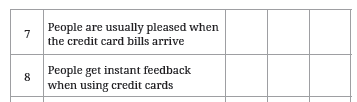 7 People are usually pleased when
the credit card bills arrive
8 People get instant feedback
when using credit cards